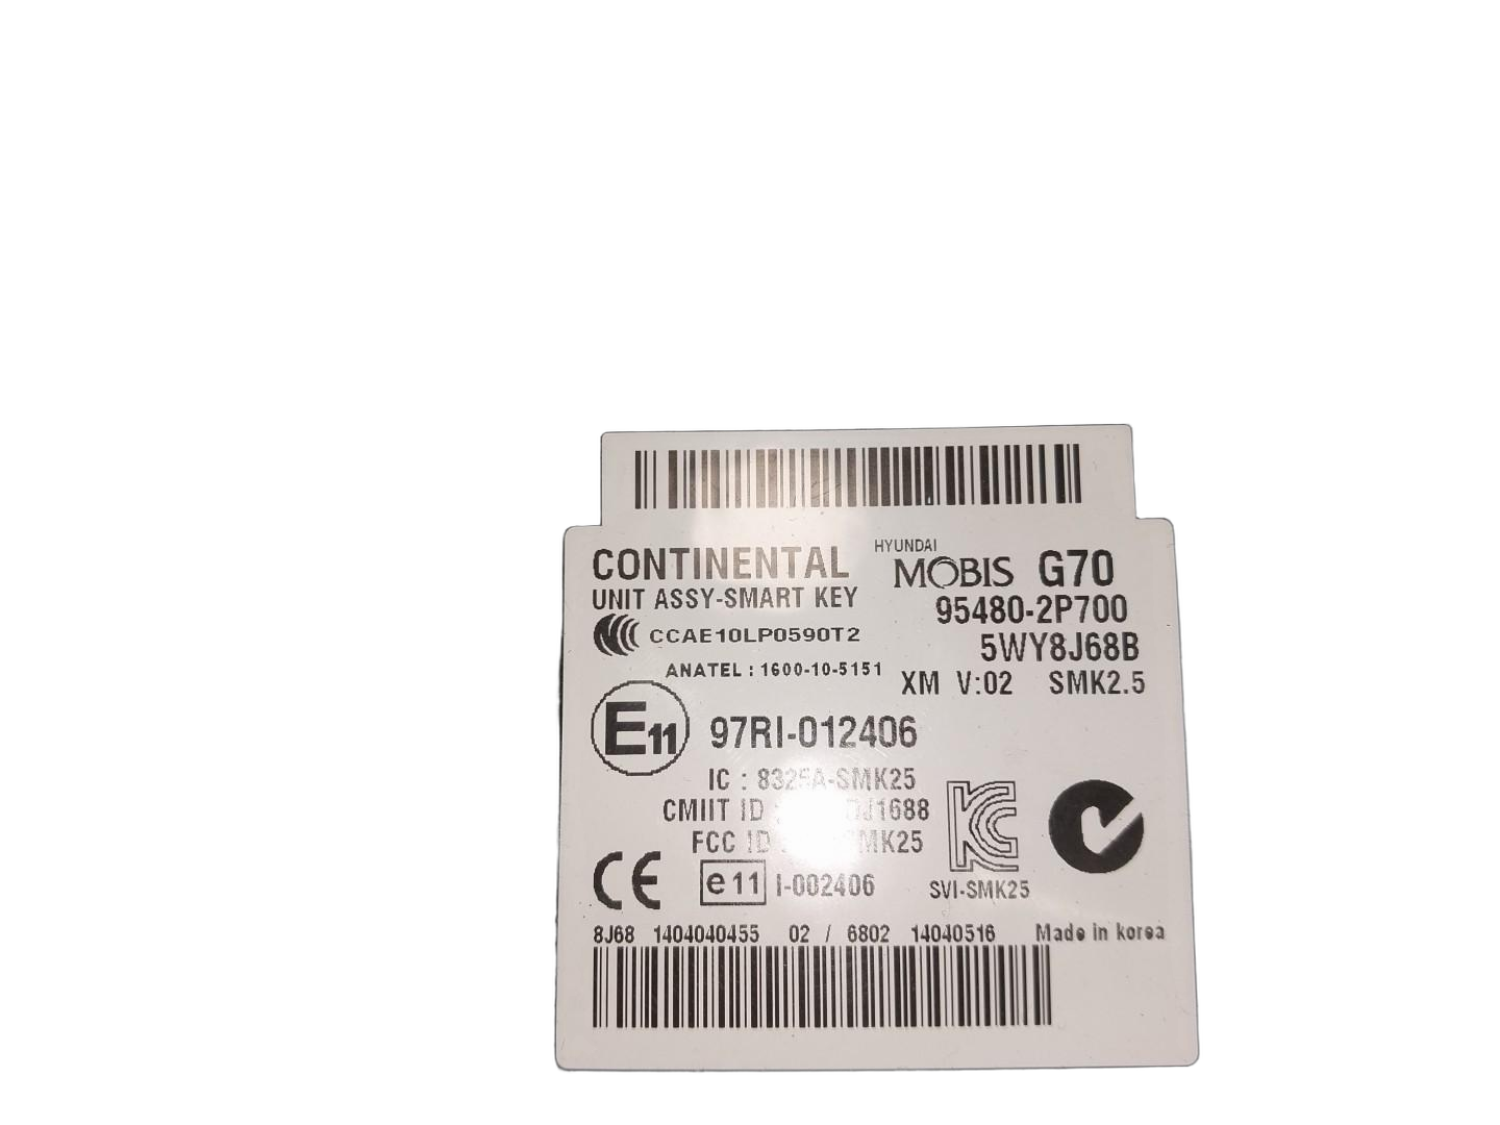 CONTINENTAL
HYUNDAI
MOBIS G70
UNIT ASSY-SMART KEY
95480-2P700
CCAE10LP0590T2
5WY8J68B
ANATEL : 1600-10-5151
XM V:02 SMK2.5
E11 97RI-012406
IC : SMK25
CMIIT ID
FCC ID
CE e11 I-002406
SVI-SMK25
8J68 1404040455 02 / 6802 14040516 Made in korea